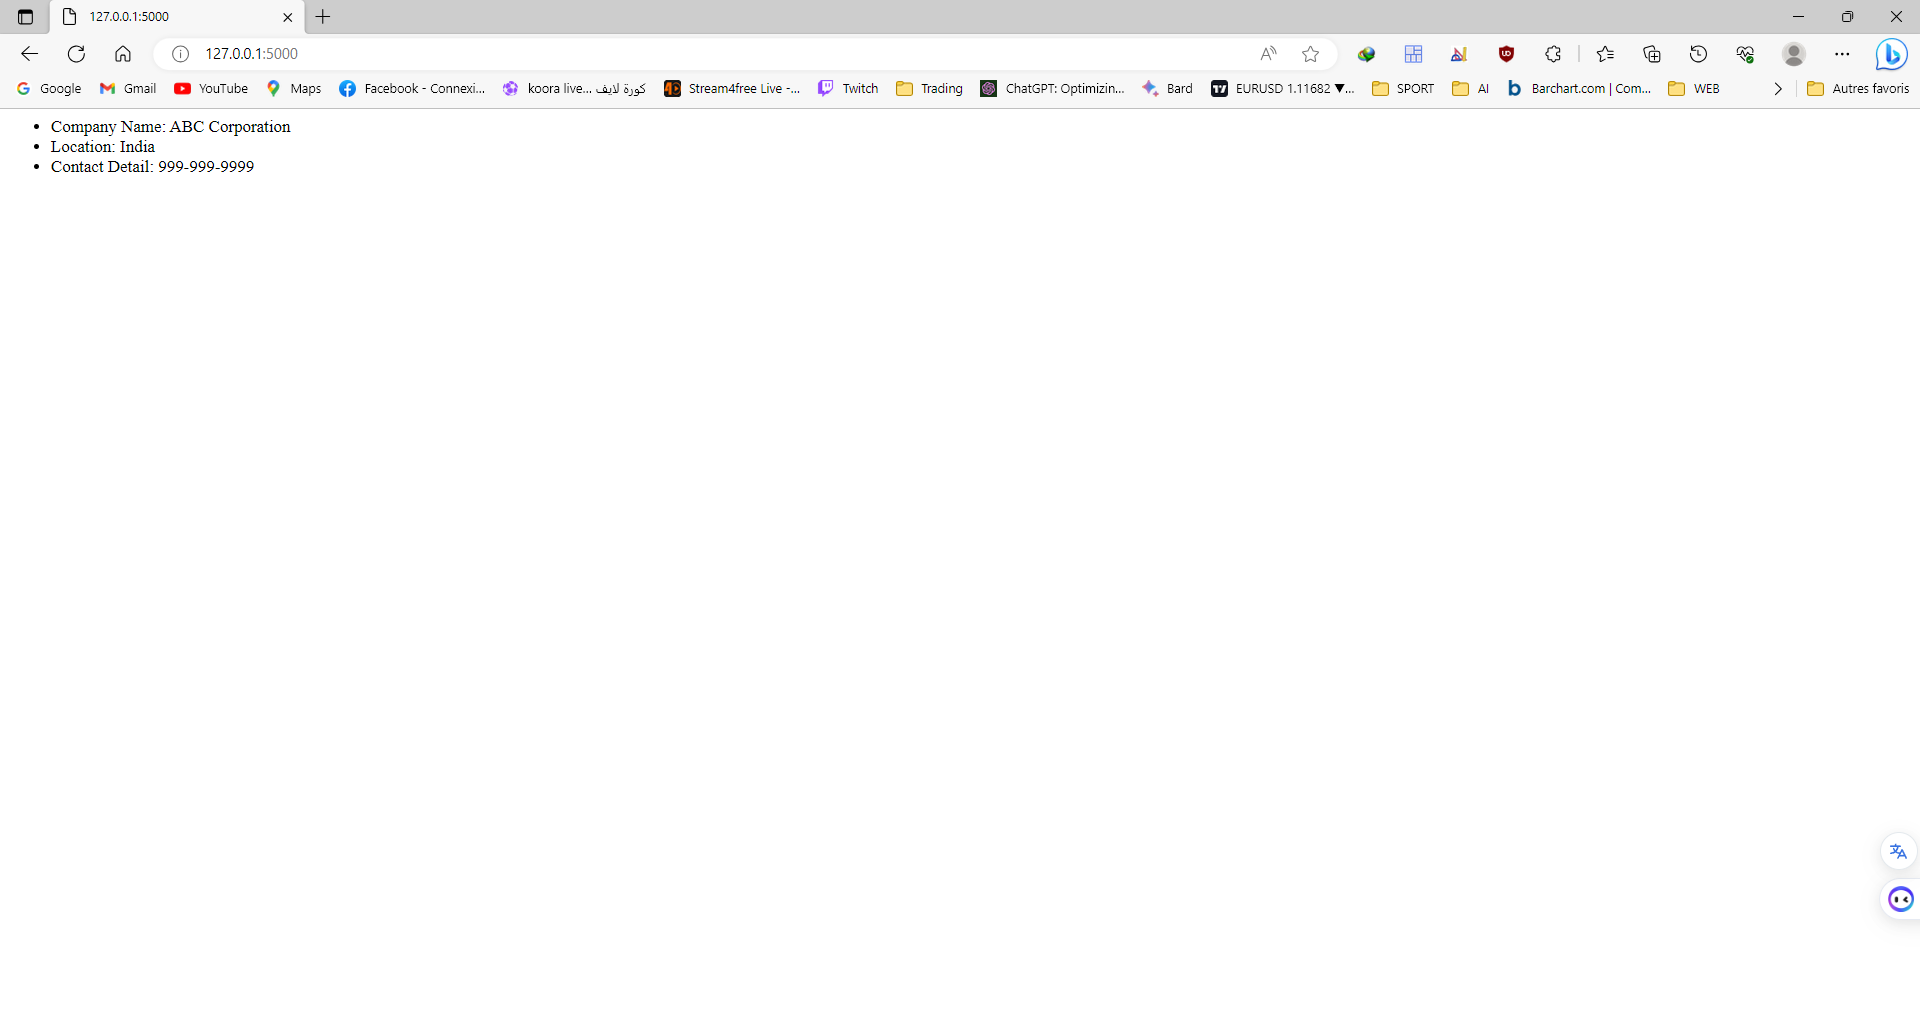 127.0.0.1:5000
127.0.0.1:5000
Google Gmail YouTube Maps Facebook - Connexi... koora live... كورة لايف Stream4free Live -... Twitch Trading ChatGPT: Optimizin... Bard EURUSD 1.11682 ▼... SPORT AI Barchart.com | Com... WEB Autres favoris
• Company Name: ABC Corporation
• Location: India
• Contact Detail: 999-999-9999